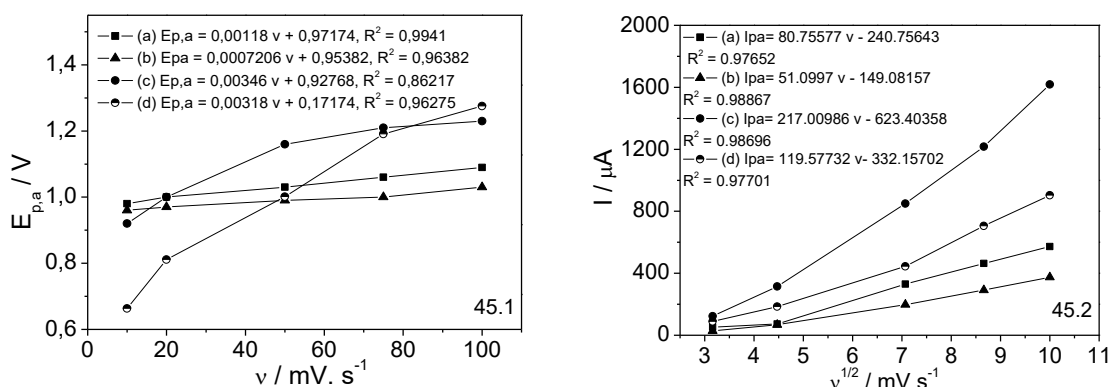 (a) Ep,a = 0,00118 v + 0,97174, R² = 0,9941
(b) Epa = 0,0007206 v + 0,95382, R² = 0,96382
(c) Ep,a = 0,00346 v + 0,92768, R² = 0,86217
(d) Ep,a = 0,00318 v + 0,17174, R² = 0,96275
1,8
1,6
1,4
1,2
1,0
0,8
0,6
E p,a / V
45.1
0 20 40 60 80 100
ν / mV. s⁻¹
(a) Ipa= 80.75577 v - 240.75643
R² = 0.97652
(b) Ipa= 51.0997 v - 149.08157
R² = 0.98867
(c) Ipa= 217.00986 v - 623.40358
R² = 0.98696
(d) Ipa= 119.57732 v - 332.15702
R² = 0.97701
2000
1600
1200
800
400
0
I / μA
45.2
3 4 5 6 7 8 9 10 11
ν¹/² / mV s⁻¹